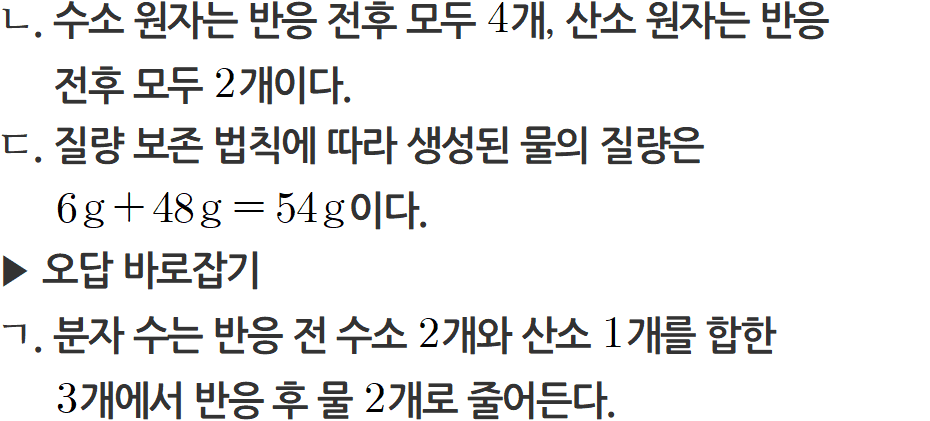 ㄴ. 수소 원자는 반응 전후 모두 4개, 산소 원자는 반응
전후 모두 2개이다.
ㄷ. 질량 보존 법칙에 따라 생성된 물의 질량은
6g+48g=54g이다.
▶ 오답 바로잡기
ㄱ. 분자 수는 반응 전 수소 2개와 산소 1개를 합한
3개에서 반응 후 물 2개로 줄어든다.